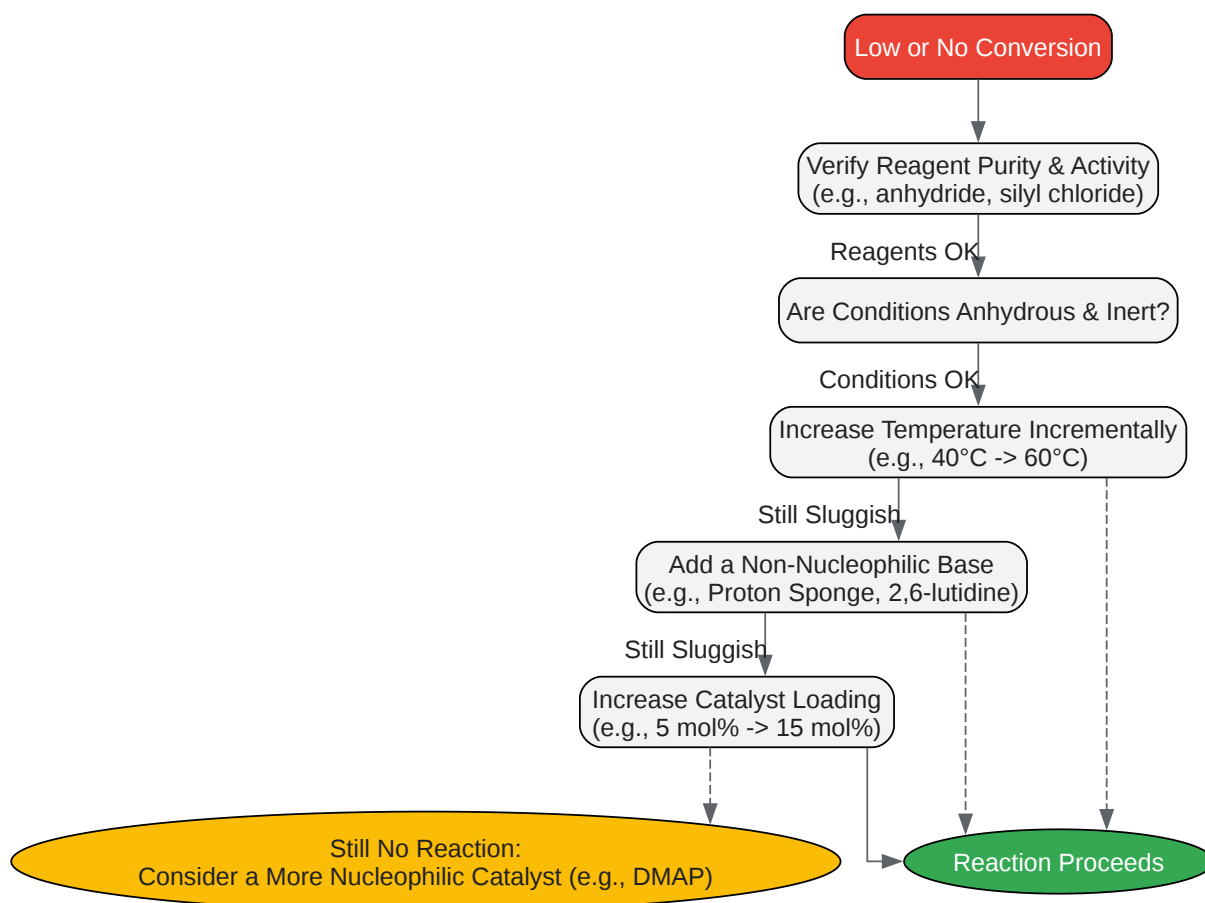 Low or No Conversion
Verify Reagent Purity & Activity
(e.g., anhydride, silyl chloride)
Reagents OK
Are Conditions Anhydrous & Inert?
Conditions OK
Increase Temperature Incrementally
(e.g., 40°C -> 60°C)
Still Sluggish
Add a Non-Nucleophilic Base
(e.g., Proton Sponge, 2,6-lutidine)
Still Sluggish
Increase Catalyst Loading
(e.g., 5 mol% -> 15 mol%)
Still No Reaction:
Consider a More Nucleophilic Catalyst (e.g., DMAP)
Reaction Proceeds